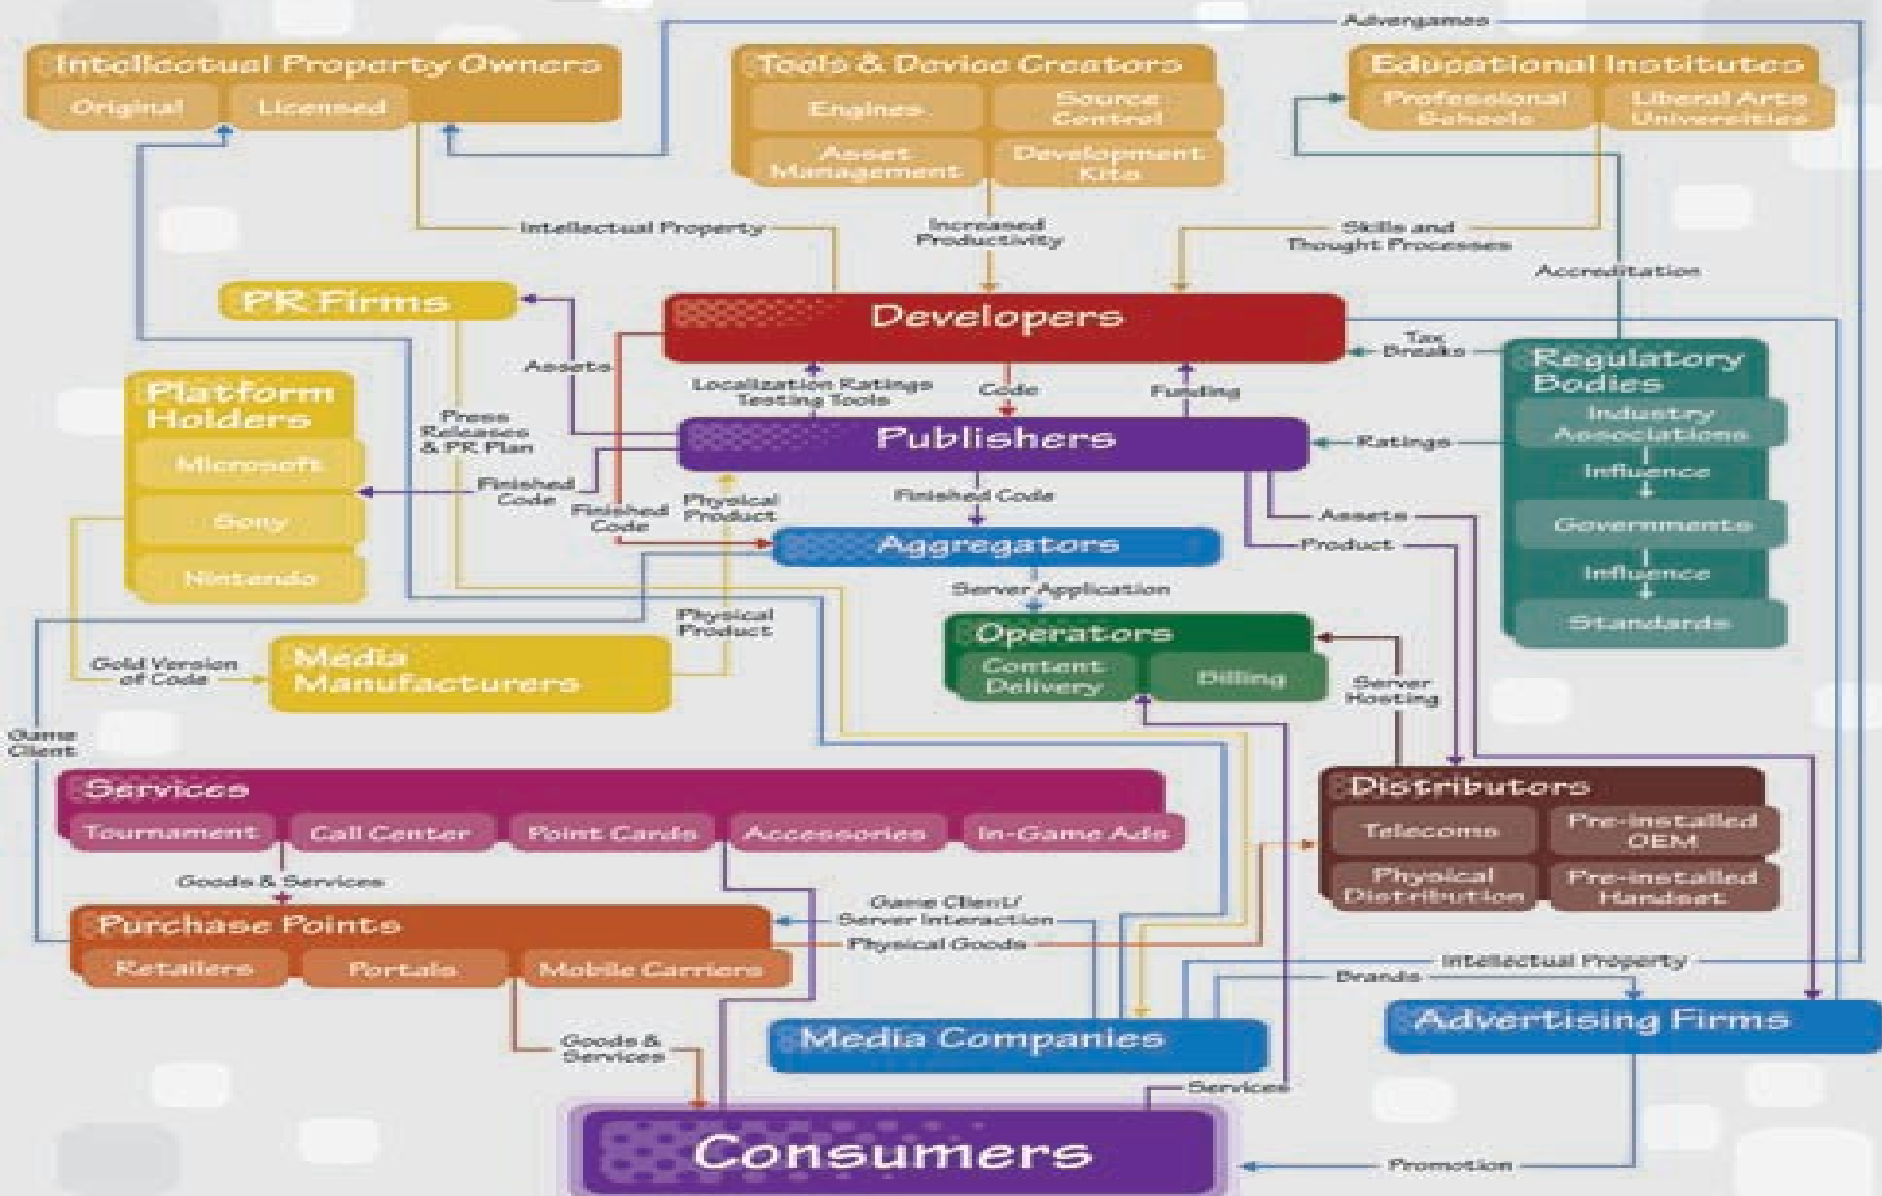 Advergames
Intellectual Property Owners
Original
Licensed
Tools & Device Creators
Engines
Source
Control
Asset
Management
Development
Kits
Educational Institutes
Professional
Schools
Liberal Arts
Universities
Intellectual Property
Increased
Productivity
Skills and
Thought Processes
Accreditation
PR Firms
Developers
Assets
Localization Ratings
Testing Tools
Code
Funding
Tax
Breaks
Regulatory
Bodies
Industry
Associations
Influence
Governments
Influence
Standards
Platform
Holders
Microsoft
Sony
Nintendo
Press
Releases
& PR Plan
Publishers
Ratings
Finished
Code
Finished
Code
Physical
Product
Finished Code
Assets
Product
Aggregators
Server Application
Physical
Product
Operators
Content
Delivery
Billing
Server
Hosting
Gold Version
of Code
Media
Manufacturers
Game
Client
Services
Tournament
Call Center
Point Cards
Accessories
In-Game Ads
Distributors
Telecoms
Pre-installed
OEM
Physical
Distribution
Pre-installed
Handset
Goods & Services
Purchase Points
Retailers
Portals
Mobile Carriers
Game Client/
Server Interaction
Physical Goods
Intellectual Property
Brands
Goods &
Services
Media Companies
Advertising Firms
Services
Consumers
Promotion